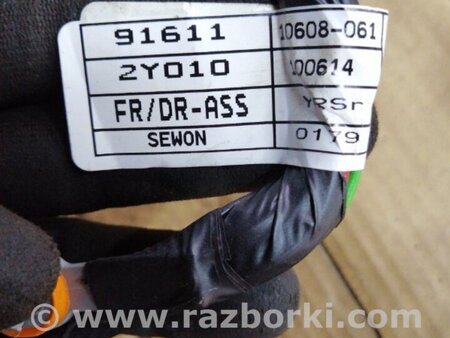 91611 10608-061
2Y010 100614
FR/DR-ASS YRSr
SEWON 0179
www.razborki.com